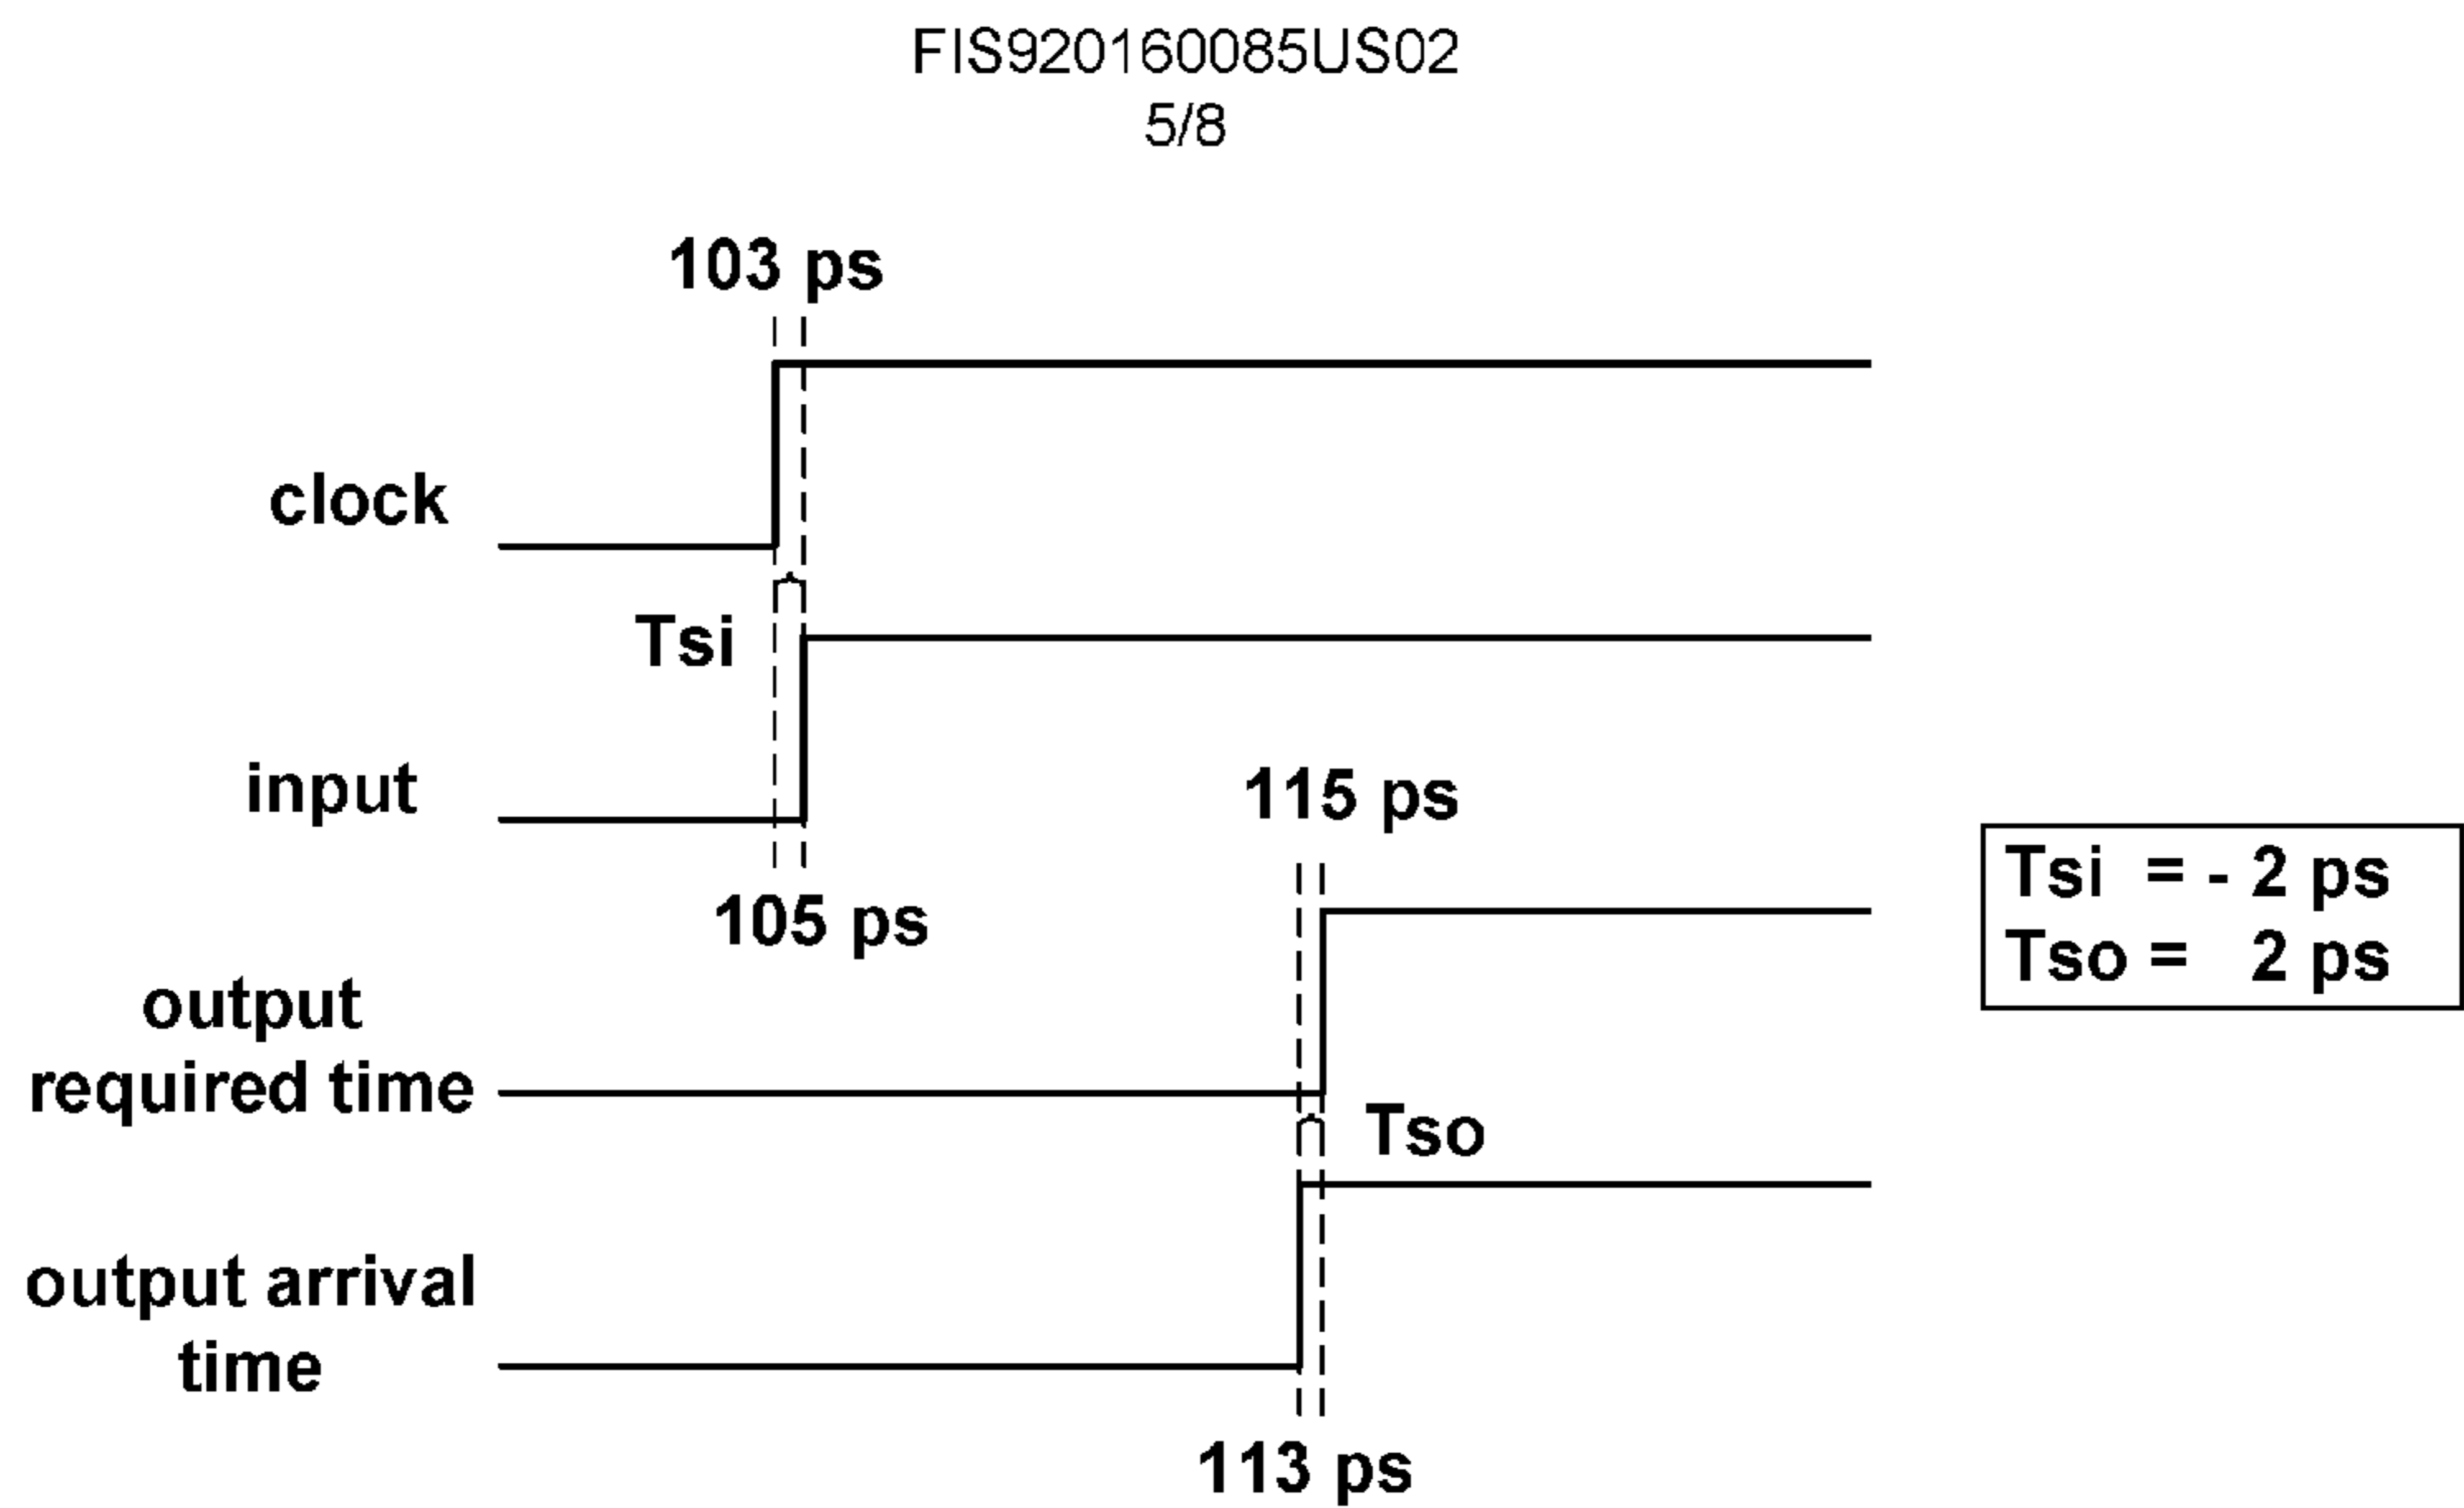 FIS920160085US02
5/8
103 ps
clock
Tsi
input
115 ps
105 ps
Tsi = - 2 ps
Tso = 2 ps
output
required time
Tso
output arrival
time
113 ps